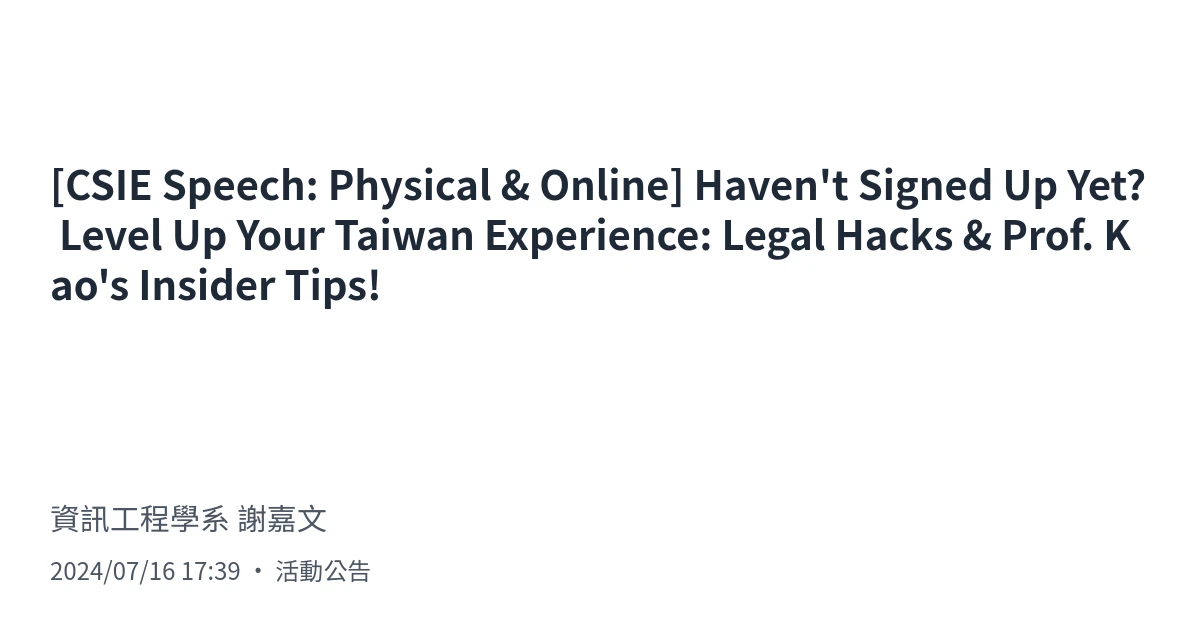 [CSIE Speech: Physical & Online] Haven't Signed Up Yet?
Level Up Your Taiwan Experience: Legal Hacks & Prof. K
ao's Insider Tips!
資訊工程學系 謝嘉文
2024/07/16 17:39 ・ 活動公告